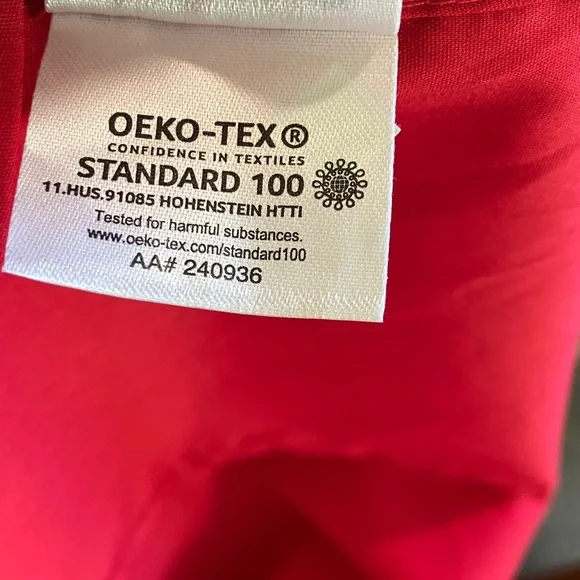 OEKO-TEX®
CONFIDENCE IN TEXTILES
STANDARD 100
11.HUS.91085 HOHENSTEIN HTTI
Tested for harmful substances.
www.oeko-tex.com/standard100
AA# 240936